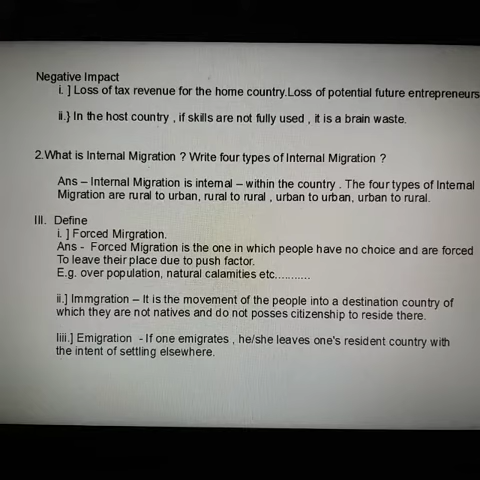 Negative Impact
i. ] Loss of tax revenue for the home country.Loss of potential future entrepreneurs
ii.} In the host country , if skills are not fully used , it is a brain waste.
2.What is Internal Migration ? Write four types of Internal Migration ?
Ans – Internal Migration is internal – within the country . The four types of Internal
Migration are rural to urban, rural to rural , urban to urban, urban to rural.
III. Define
i. ] Forced Mirgration.
Ans - Forced Migration is the one in which people have no choice and are forced
To leave their place due to push factor.
E.g. over population, natural calamities etc...........
ii.] Immgration – It is the movement of the people into a destination country of
which they are not natives and do not posses citizenship to reside there.
Iiii.] Emigration - If one emigrates , he/she leaves one's resident country with
the intent of settling elsewhere.